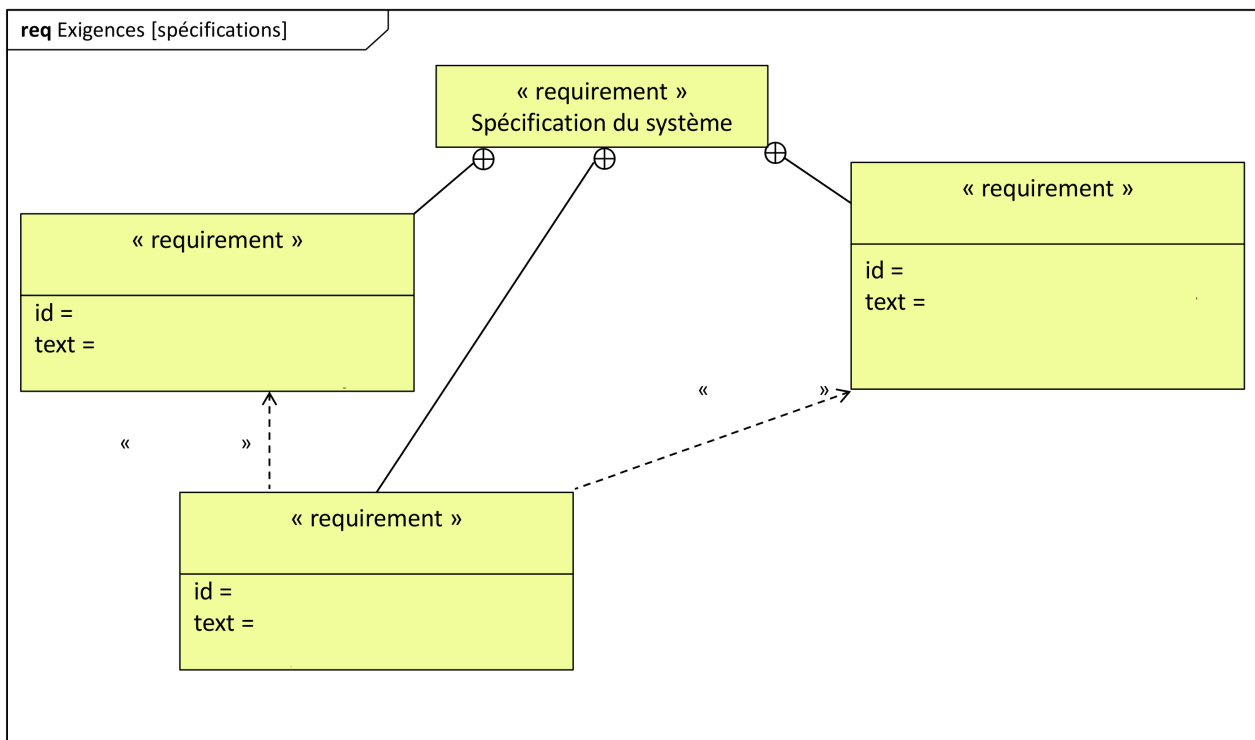 req Exigences [spécifications]
« requirement »
Spécification du système
« requirement »
id =
text =
« requirement »
id =
text =
« »
« »
« requirement »
id =
text =